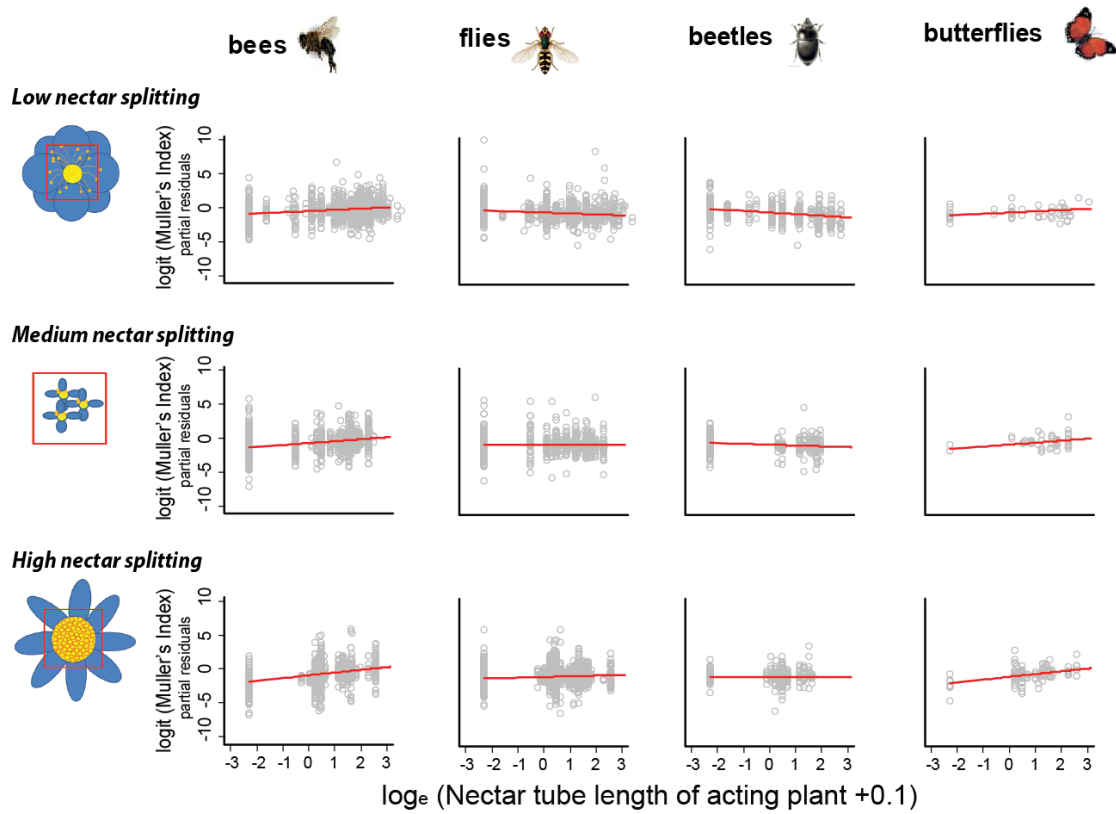 bees
flies
beetles
butterflies
Low nectar splitting
logit (Muller's Index)
partial residuals
10
5
0
-5
-10
Medium nectar splitting
logit (Muller's Index)
partial residuals
10
5
0
-5
-10
High nectar splitting
logit (Muller's Index)
partial residuals
10
5
0
-5
-10
-3 -2 -1 0 1 2 3
-3 -2 -1 0 1 2 3
-3 -2 -1 0 1 2 3
-3 -2 -1 0 1 2 3
logₑ (Nectar tube length of acting plant +0.1)